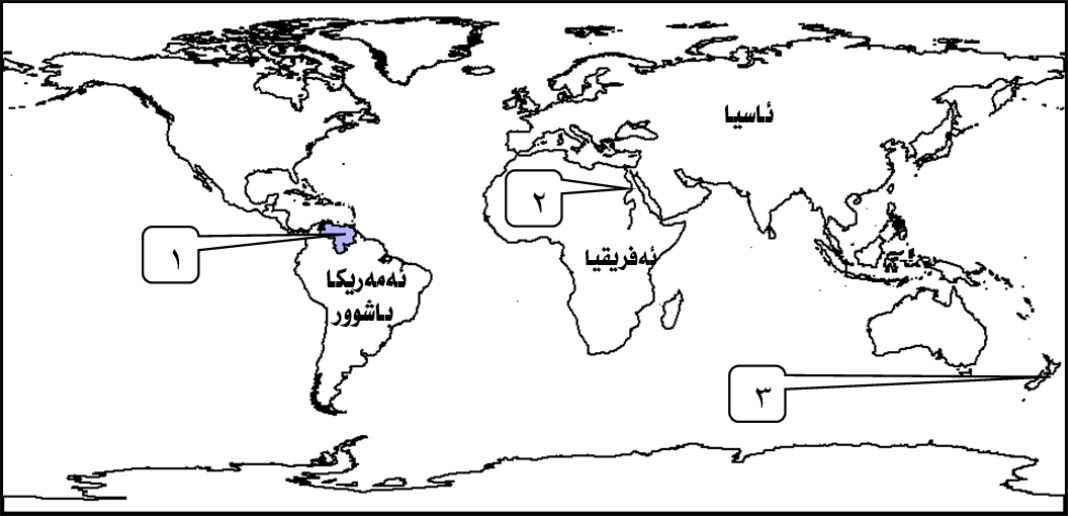 ئاسیا
٢
ئەفریقیا
١
ئەمەریکا
باشوور
٣